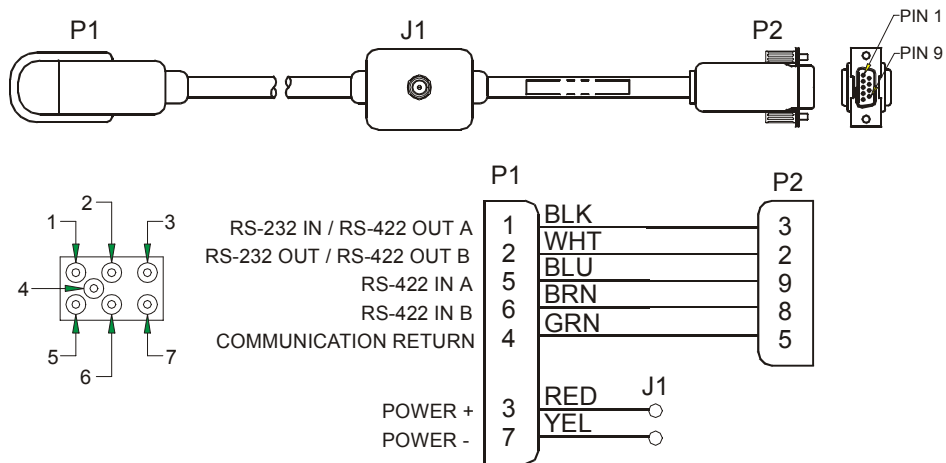 P1
J1
P2
PIN 1
PIN 9
P1
P2
1
2
3
4
5
6
7
RS-232 IN / RS-422 OUT A 1 BLK 3
RS-232 OUT / RS-422 OUT B 2 WHT 2
RS-422 IN A 5 BLU 9
RS-422 IN B 6 BRN 8
COMMUNICATION RETURN 4 GRN 5
POWER + 3 RED J1
POWER - 7 YEL